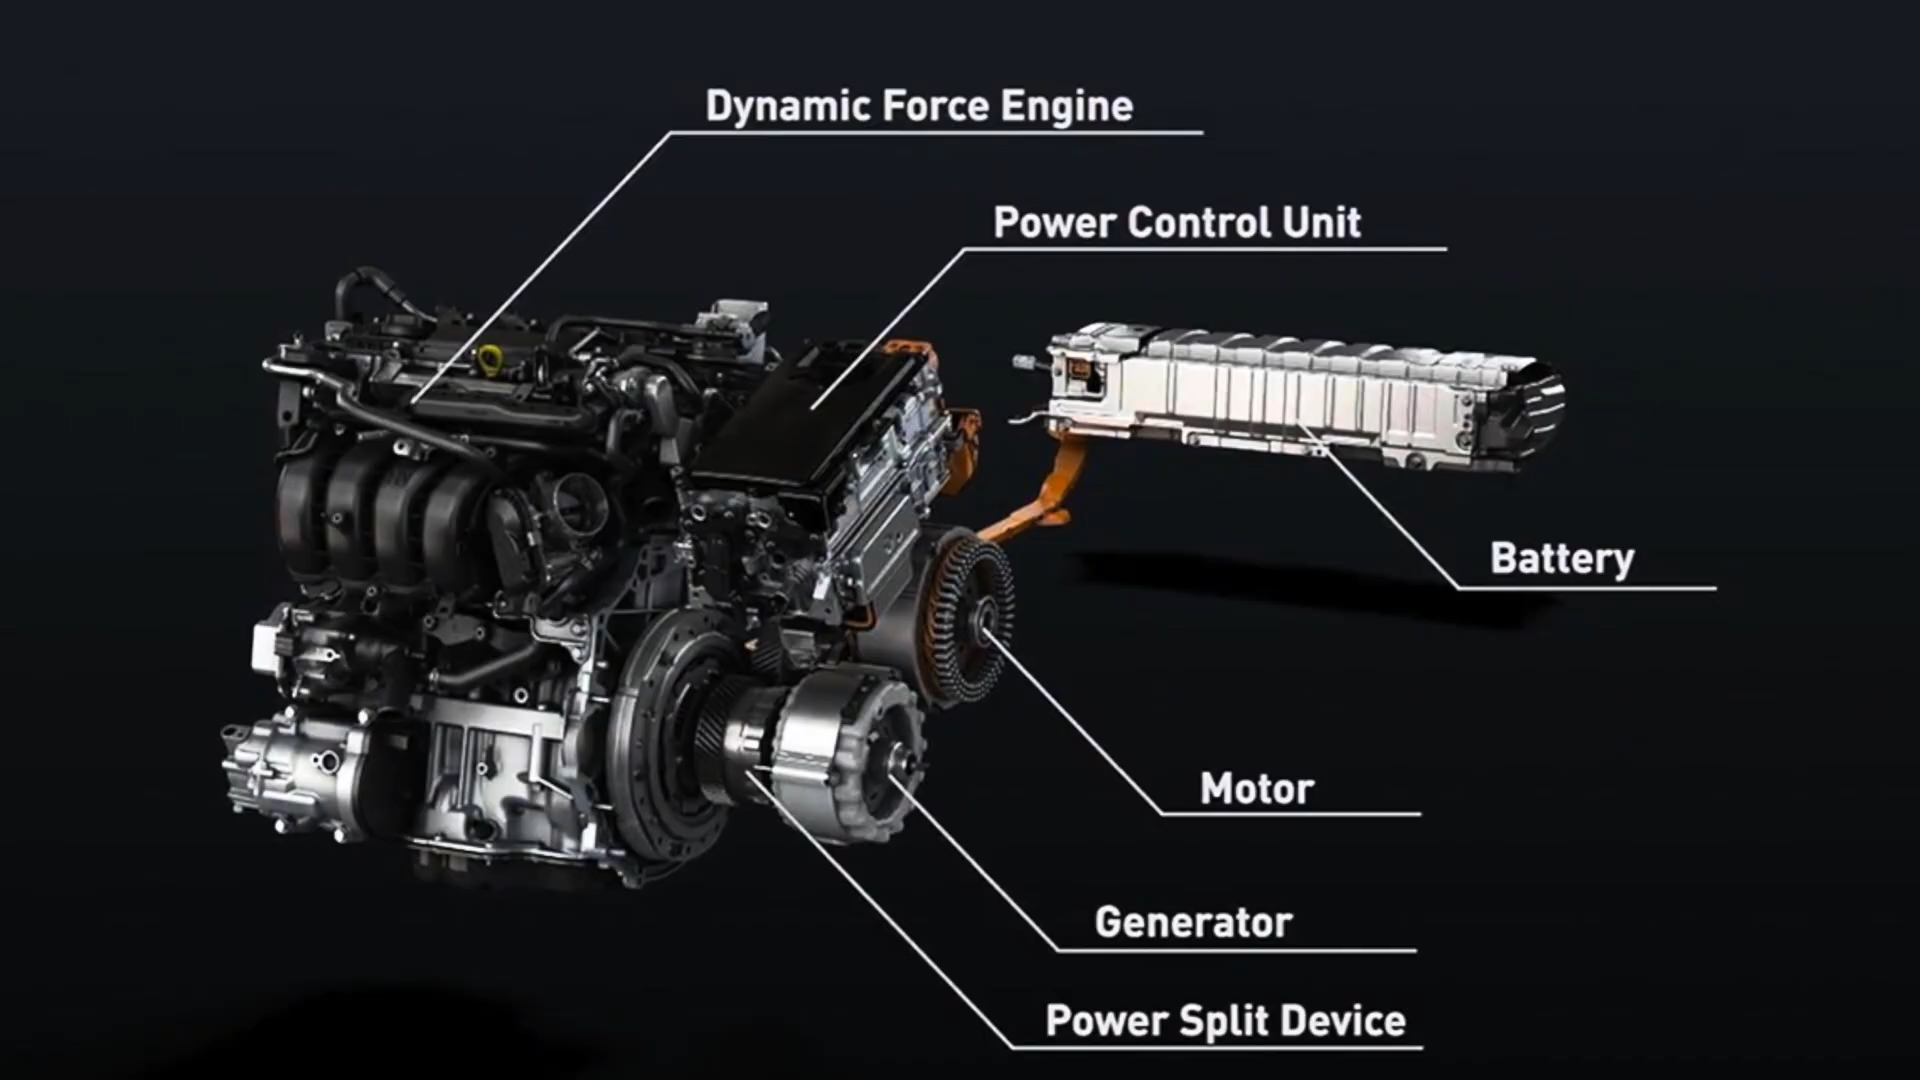 Dynamic Force Engine
Power Control Unit
Battery
Motor
Generator
Power Split Device